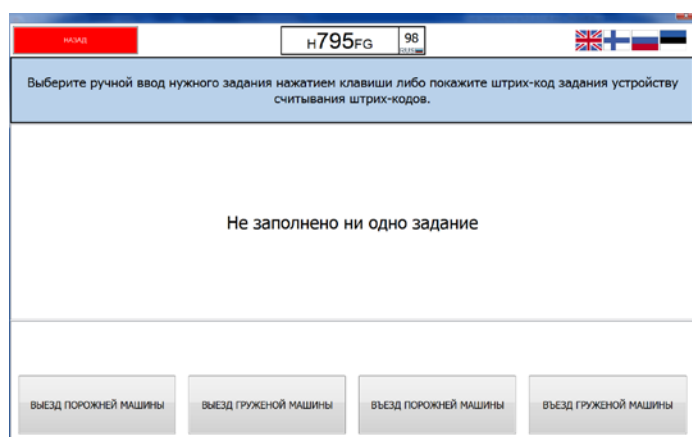 НАЗАД
H795FG 98
RUS
Выберите ручной ввод нужного задания нажатием клавиши либо покажите штрих-код задания устройству
считывания штрих-кодов.
Не заполнено ни одно задание
ВЫЕЗД ПОРОЖНЕЙ МАШИНЫ ВЫЕЗД ГРУЖЕНОЙ МАШИНЫ ВЪЕЗД ПОРОЖНЕЙ МАШИНЫ ВЪЕЗД ГРУЖЕНОЙ МАШИНЫ